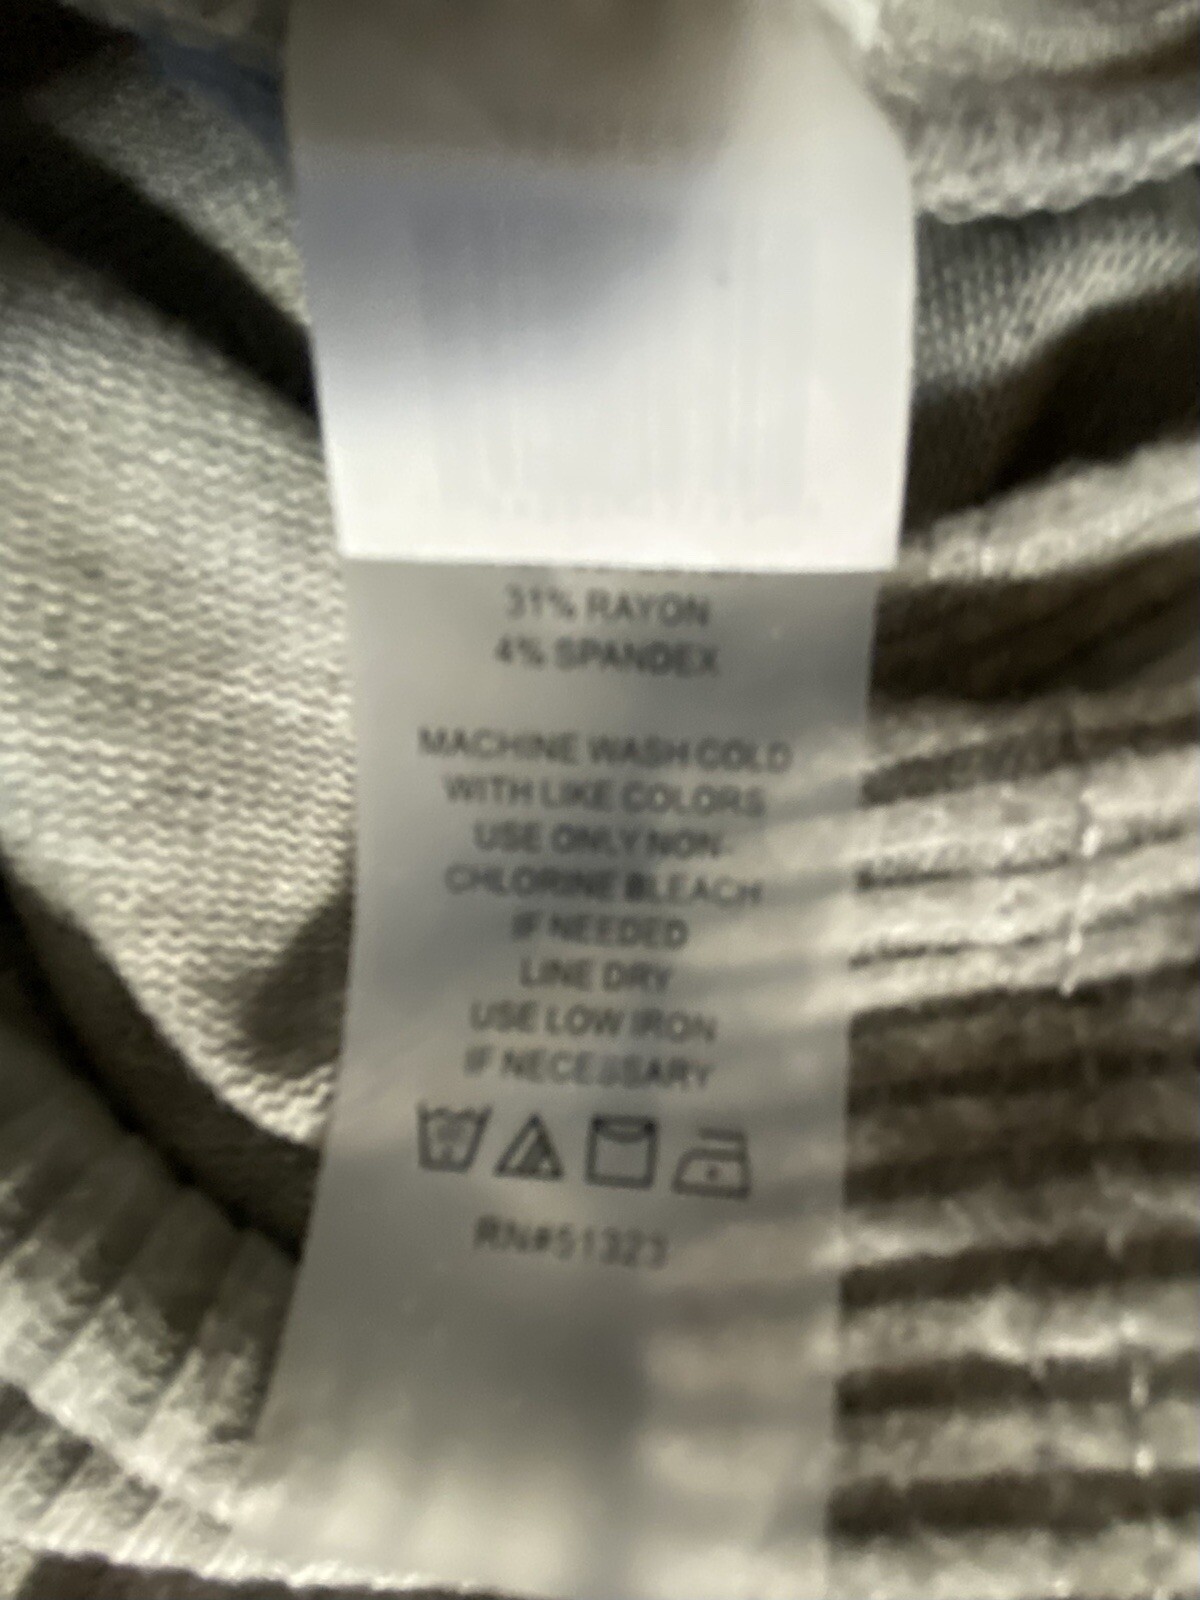 31% RAYON
4% SPANDEX
MACHINE WASH COLD
WITH LIKE COLORS
USE ONLY NON-
CHLORINE BLEACH
IF NEEDED
LINE DRY
USE LOW IRON
IF NECESSARY
RN#51323